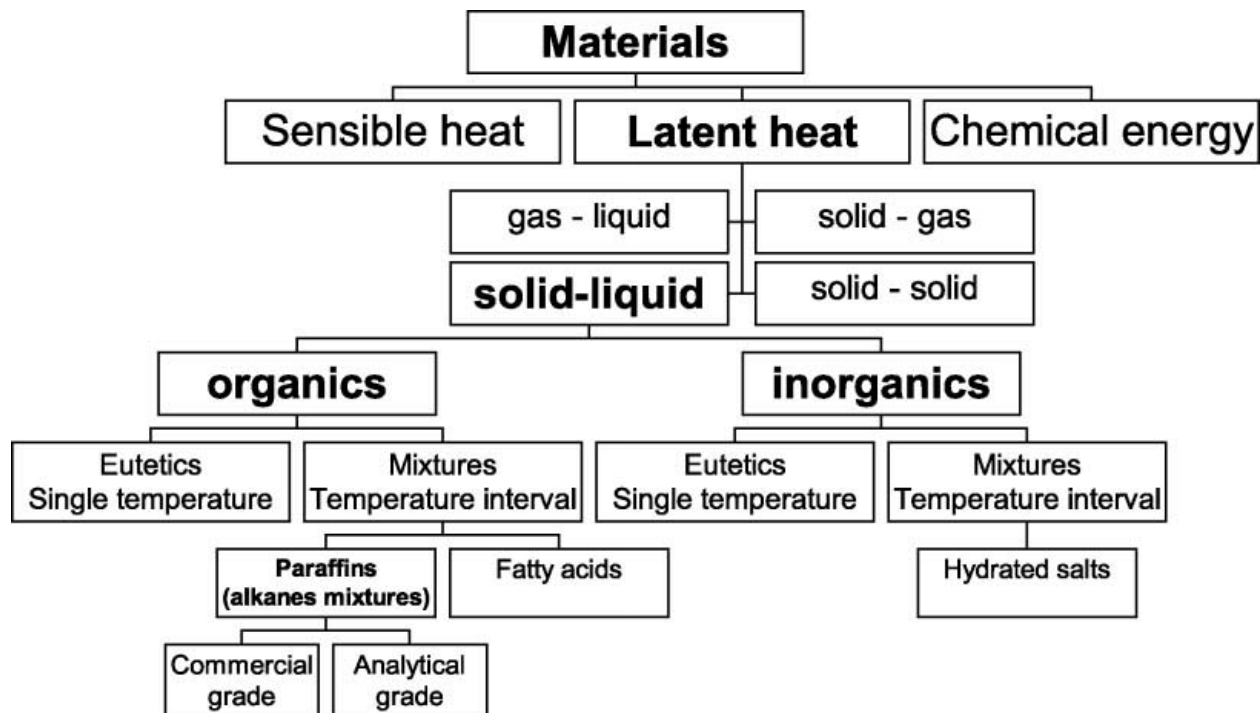 Materials
Sensible heat
Latent heat
Chemical energy
gas - liquid
solid - gas
solid-liquid
solid - solid
organics
inorganics
Eutetics
Single temperature
Mixtures
Temperature interval
Eutetics
Single temperature
Mixtures
Temperature interval
Paraffins
(alkanes mixtures)
Fatty acids
Hydrated salts
Commercial
grade
Analytical
grade